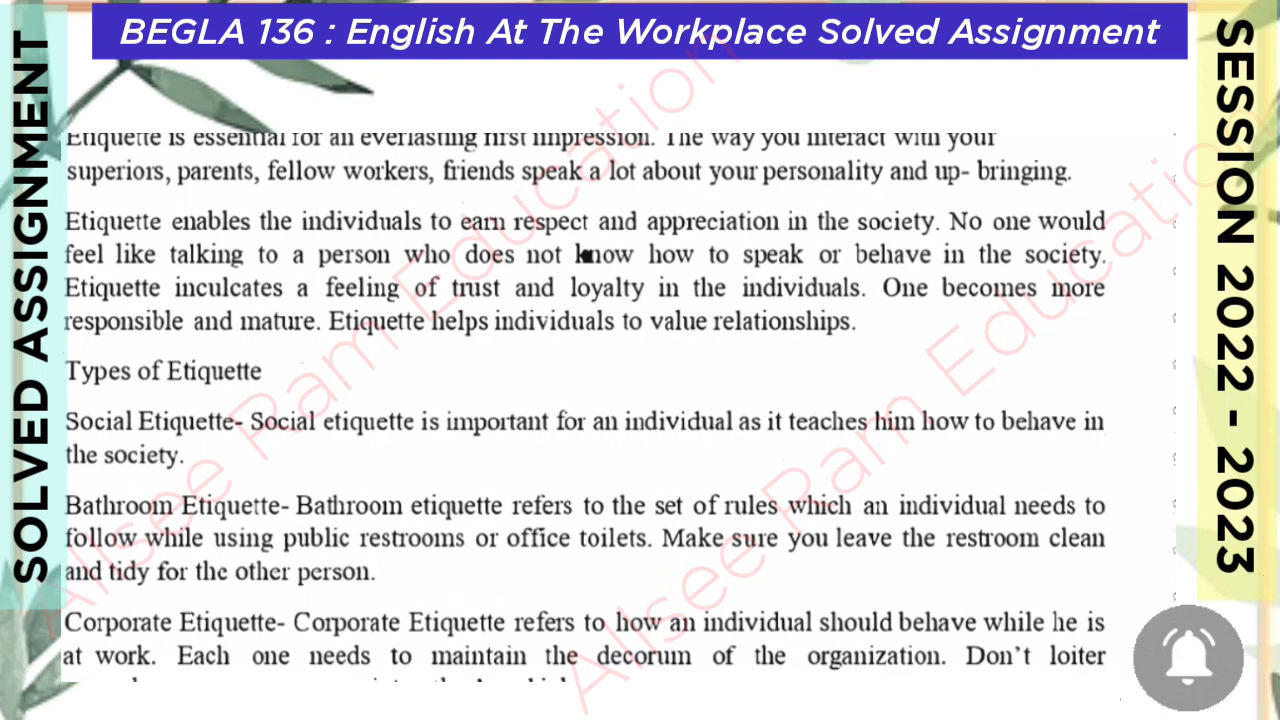 BEGLA 136 : English At The Workplace Solved Assignment
SOLVED ASSIGNMENT
SESSION 2022 - 2023
Etiquette is essential for an everlasting first impression. The way you interact with your
superiors, parents, fellow workers, friends speak a lot about your personality and up- bringing.
Etiquette enables the individuals to earn respect and appreciation in the society. No one would
feel like talking to a person who does not know how to speak or behave in the society.
Etiquette inculcates a feeling of trust and loyalty in the individuals. One becomes more
responsible and mature. Etiquette helps individuals to value relationships.
Types of Etiquette
Social Etiquette- Social etiquette is important for an individual as it teaches him how to behave in
the society.
Bathroom Etiquette- Bathroom etiquette refers to the set of rules which an individual needs to
follow while using public restrooms or office toilets. Make sure you leave the restroom clean
and tidy for the other person.
Corporate Etiquette- Corporate Etiquette refers to how an individual should behave while he is
at work. Each one needs to maintain the decorum of the organization. Don't loiter
Allsee Ram Education
Allsee Ram Education